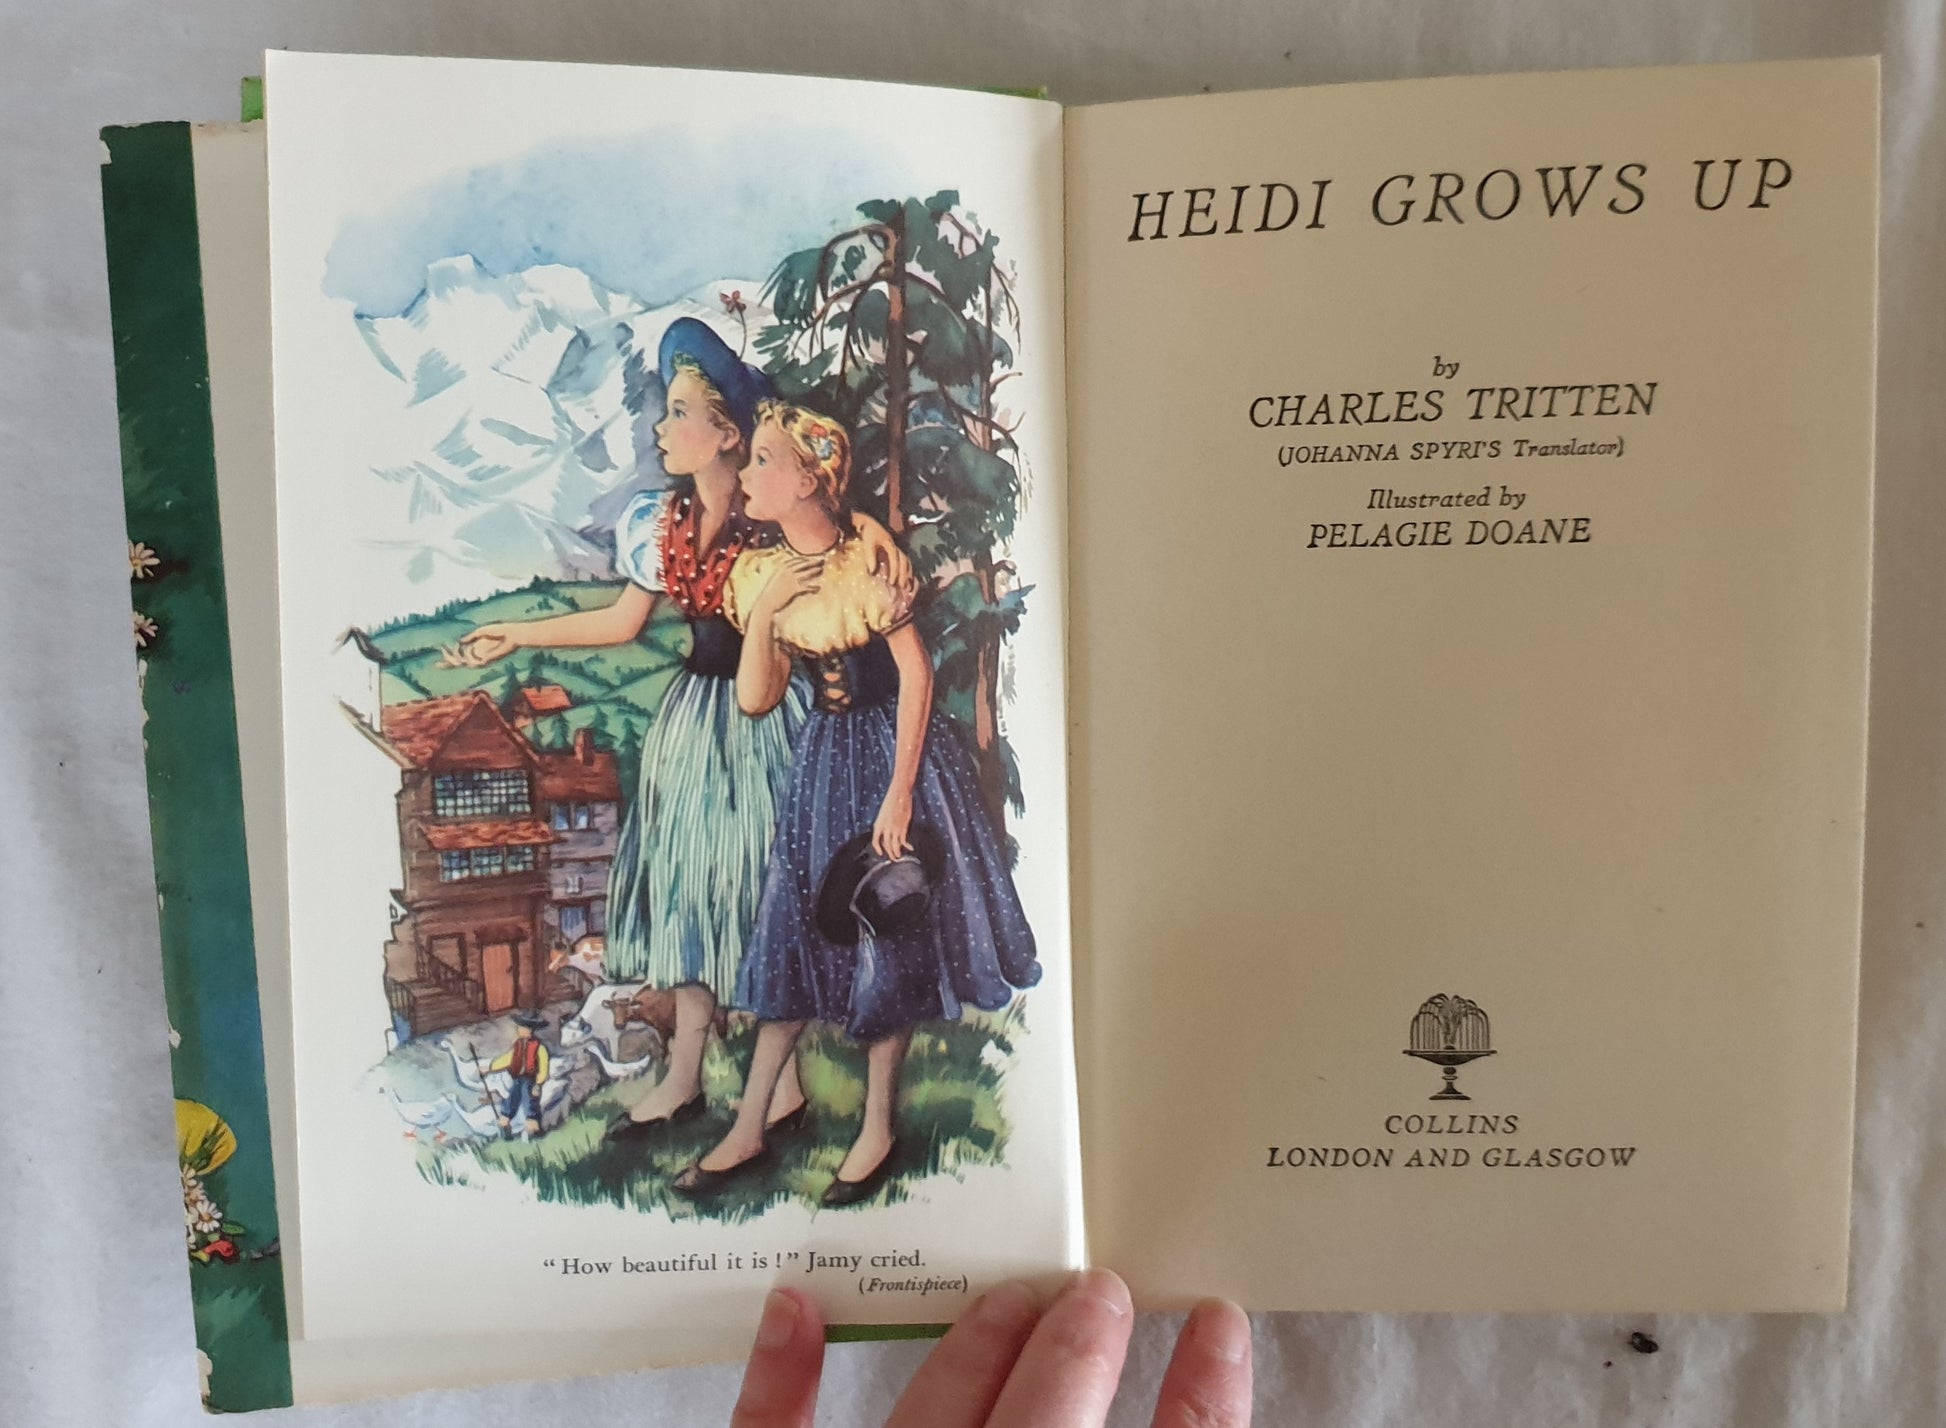 "How beautiful it is!" Jamy cried.
(Frontispiece)
HEIDI GROWS UP
by
CHARLES TRITTEN
(JOHANNA SPYRI'S Translator)
Illustrated by
PELAGIE DOANE
COLLINS
LONDON AND GLASGOW